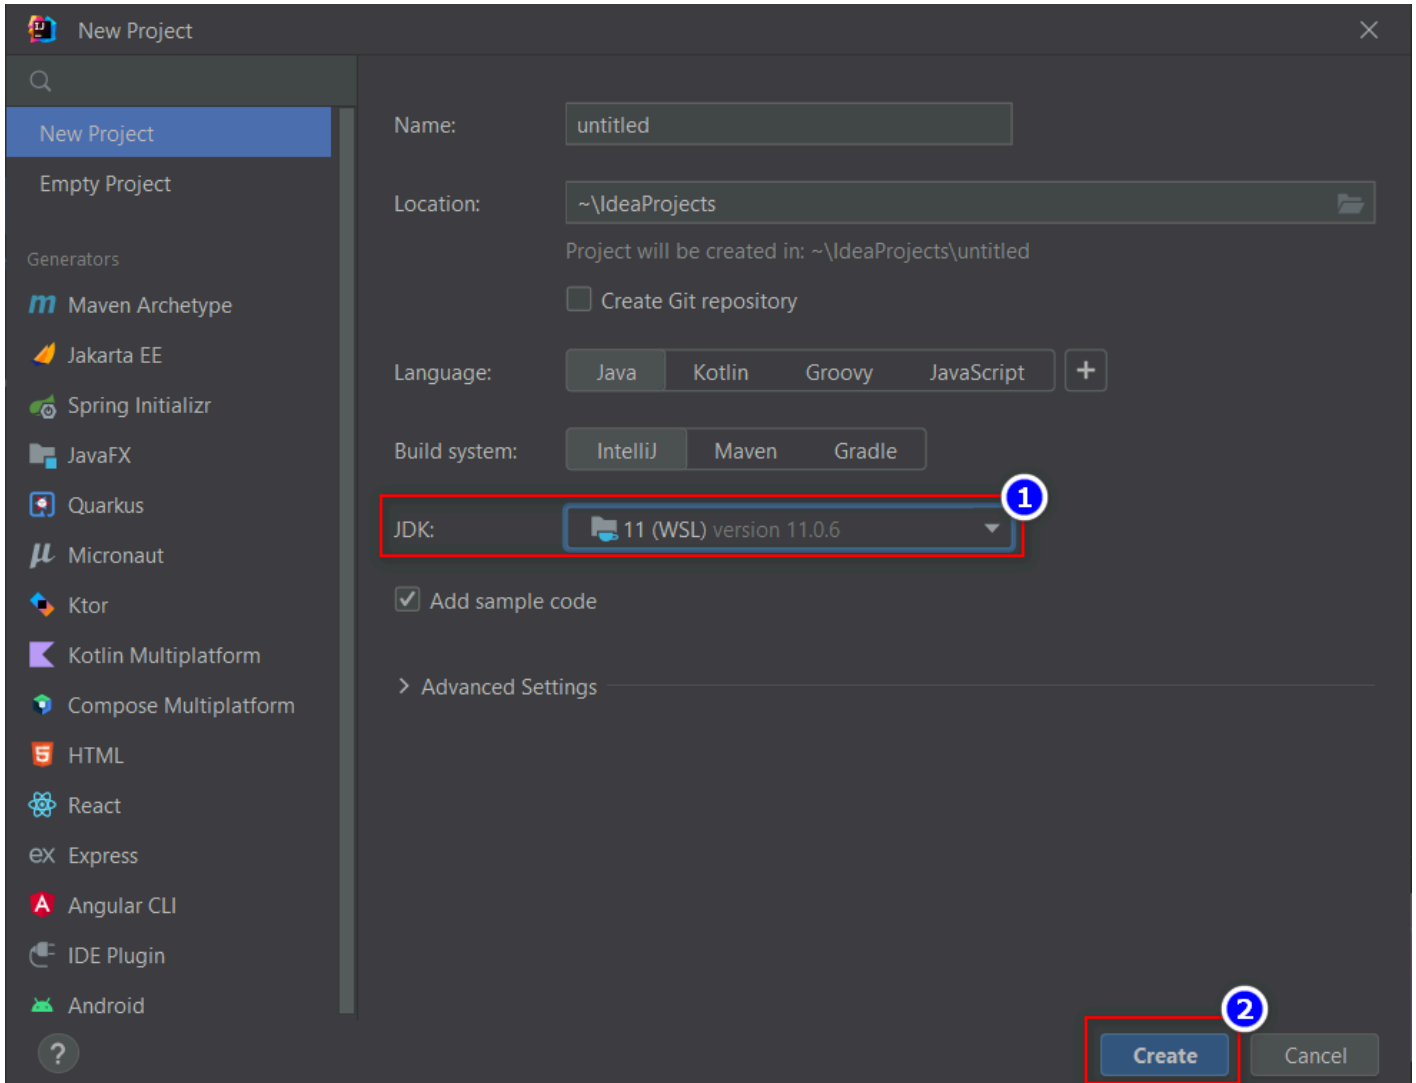 New Project
New Project
Empty Project
Generators
Maven Archetype
Jakarta EE
Spring Initializr
JavaFX
Quarkus
Micronaut
Ktor
Kotlin Multiplatform
Compose Multiplatform
HTML
React
ex Express
Angular CLI
IDE Plugin
Android
?
Name: untitled
Location: ~\IdeaProjects
Project will be created in: ~\IdeaProjects\untitled
Create Git repository
Language: Java Kotlin Groovy JavaScript +
Build system: IntelliJ Maven Gradle
1
JDK: 11 (WSL) version 11.0.6
Add sample code
Advanced Settings
2
Create Cancel